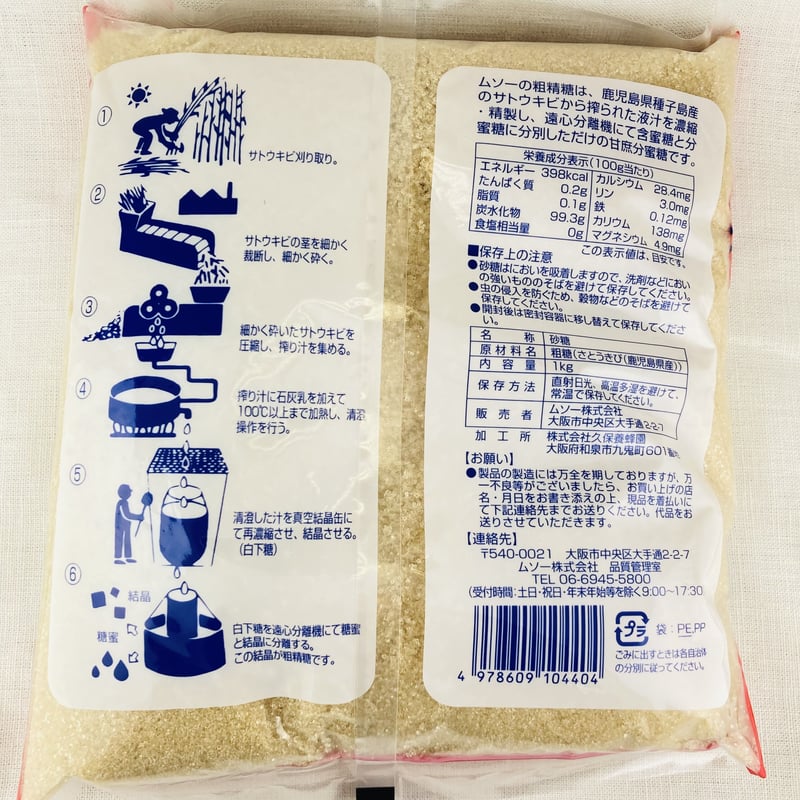 ①
サトウキビ刈り取り。
②
サトウキビの茎を細かく
裁断し、細かく砕く。
③
細かく砕いたサトウキビを
圧縮し、搾り汁を集める。
④
搾り汁に石灰乳を加えて
100℃以上まで加熱し、清澄
操作を行う。
⑤
清澄した汁を真空結晶缶に
て再濃縮させ、結晶させる。
(白下糖)
⑥
結晶
糖蜜
白下糖を遠心分離機にて糖蜜
と結晶に分離する。
この結晶が粗精糖です。
ムソーの粗精糖は、鹿児島県種子島産
のサトウキビから搾られた液汁を濃縮
・精製し、遠心分離機にて含蜜糖と分
蜜糖に分別しただけの甘庶分蜜糖です。
栄養成分表示(100g当たり)
エネルギー 398kcal カルシウム 28.4mg
たんぱく質 0.2g リン 3.0mg
脂質 0.1g 鉄 0.12mg
炭水化物 99.3g カリウム 138mg
食塩相当量 0g マグネシウム 4.9mg
この表示値は、目安です。
■保存上の注意
●砂糖はにおいを吸着しますので、洗剤などにおい
の強いもののそばを避けて保存してください。
●虫の侵入を防ぐため、穀物などのそばを避けて
保存してください。
●開封後は密封容器に移し替えて保存してくださ
い。
名称 砂糖
原材料名 粗糖(さとうきび(鹿児島県産))
内容量 1kg
保存方法 直射日光、高温多湿を避けて、
常温で保存してください。
販売者 ムソー株式会社
大阪市中央区大手通2-2-7
加工所 株式会社久保養蜂園
大阪府和泉市九鬼町601番地
【お願い】
●製品の製造には万全を期しておりますが、万
一不良等がございましたら、お買い上げの店
名・月日をお書き添えの上、現品を着払いに
て下記連絡先までお送りください。代品をお
送りさせていただきます。
【連絡先】
〒540-0021 大阪市中央区大手通2-2-7
ムソー株式会社 品質管理室
TEL 06-6945-5800
(受付時間:土日・祝日・年末年始等を除く9:00~17:30)
プラ 袋:PE,PP
ごみに出すときは各自治体
の分別に従ってください。
4 978609 104404